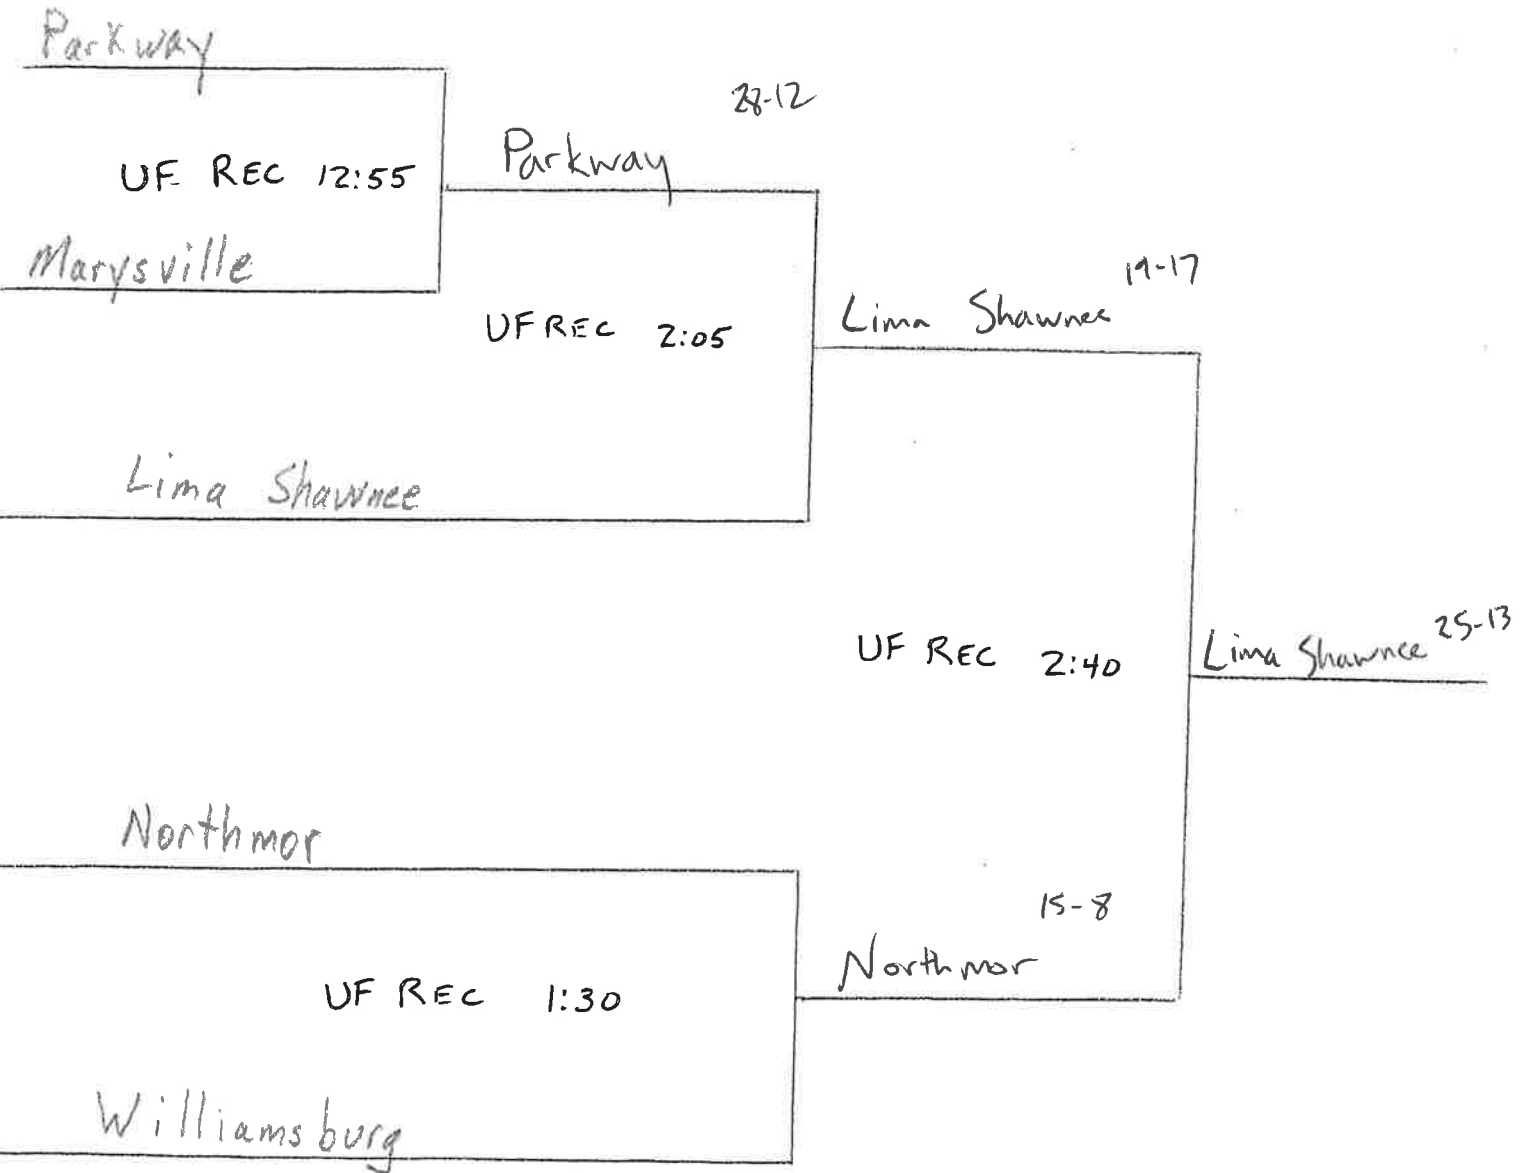 Parkway
28-12
UF REC 12:55
Parkway
Marysville
19-17
Lima Shawnee
UF REC 2:05
Lima Shawnee
25-13
UF REC 2:40
Lima Shawnee
Northmor
15-8
Northmor
UF REC 1:30
Williamsburg